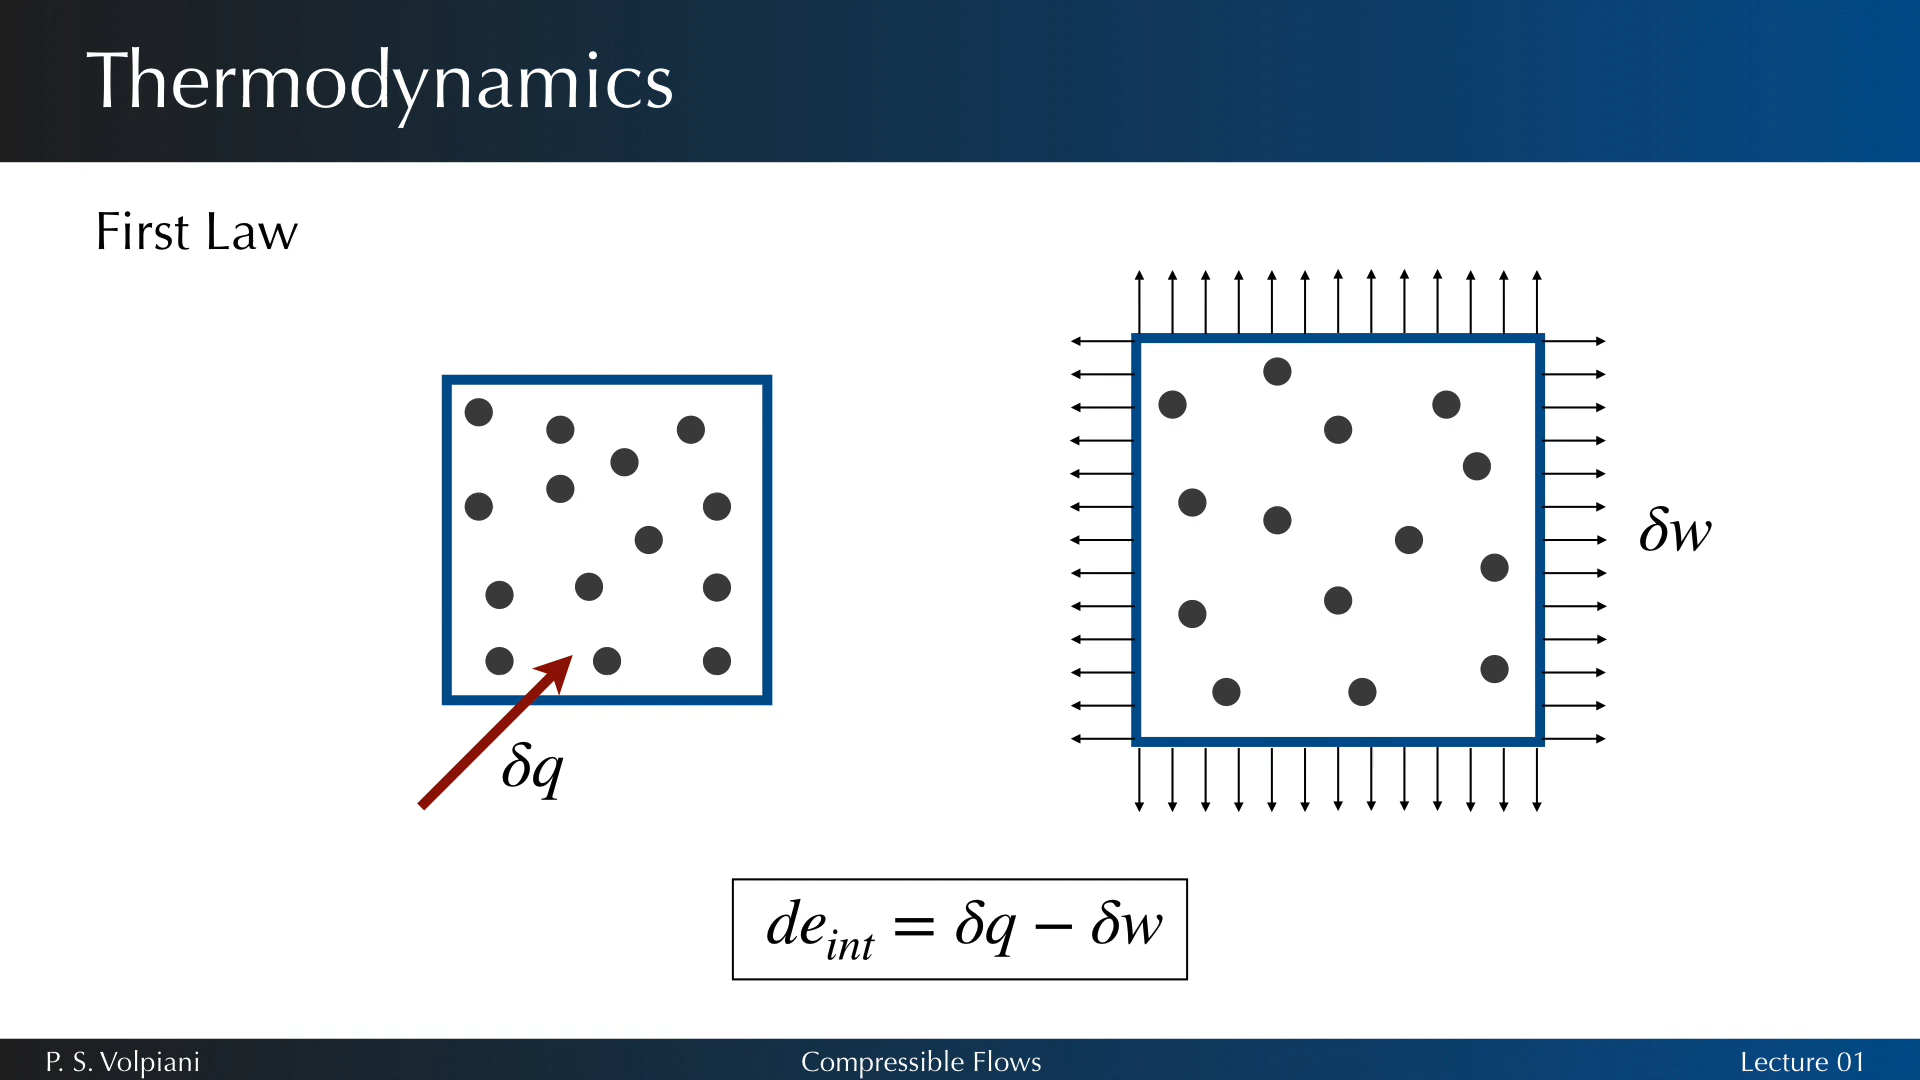 Thermodynamics
First Law
δw
δq
de_int = δq − δw
P. S. Volpiani
Compressible Flows
Lecture 01